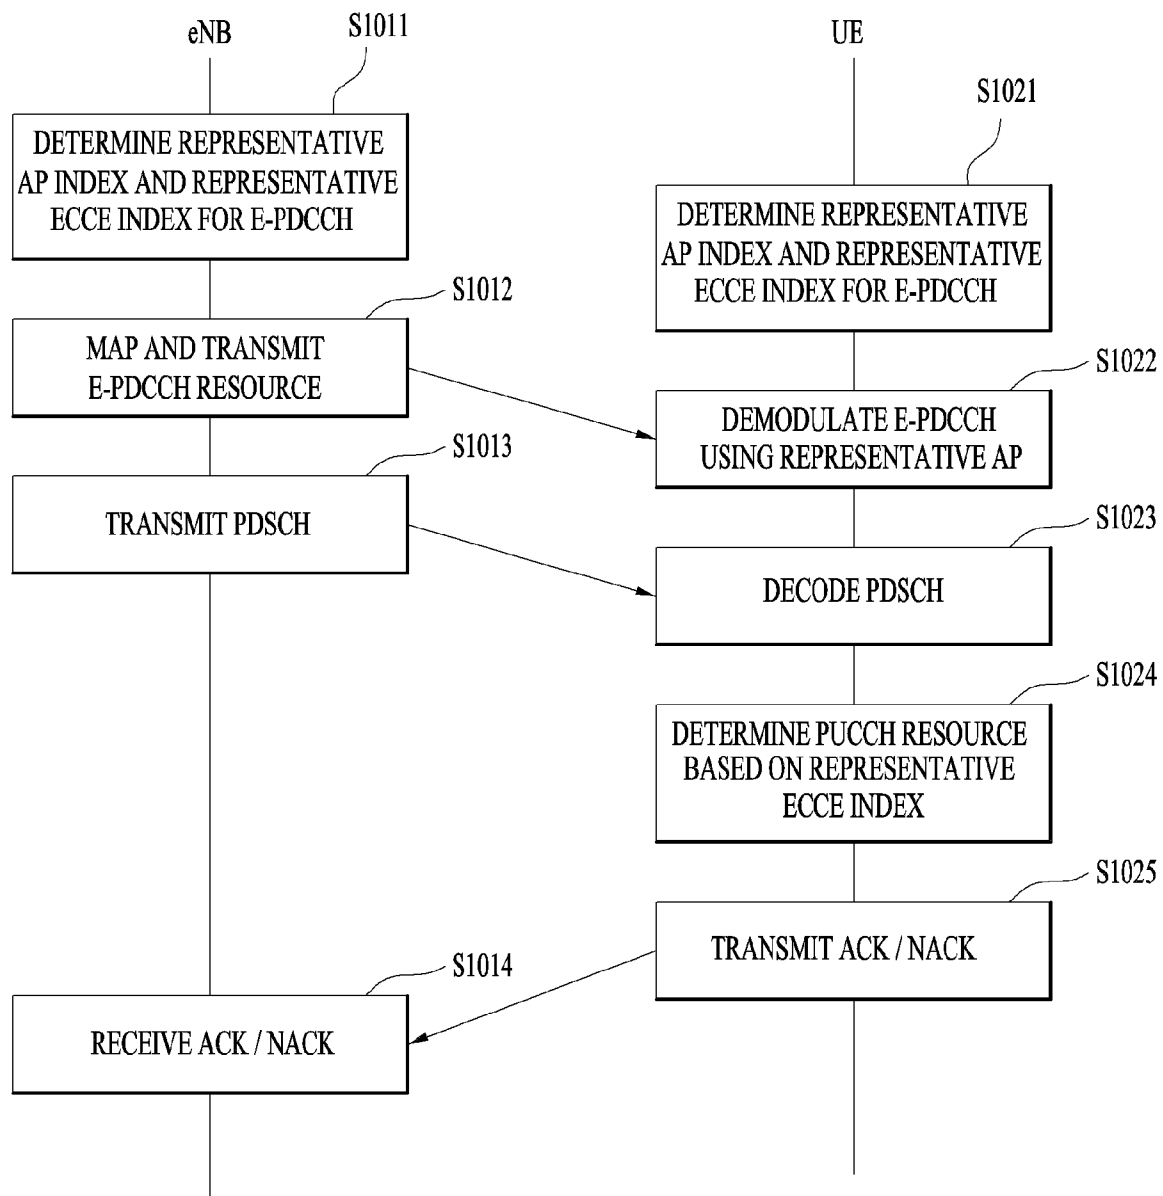 eNB
S1011
UE
DETERMINE REPRESENTATIVE
AP INDEX AND REPRESENTATIVE
ECCE INDEX FOR E-PDCCH
S1021
DETERMINE REPRESENTATIVE
AP INDEX AND REPRESENTATIVE
ECCE INDEX FOR E-PDCCH
S1012
MAP AND TRANSMIT
E-PDCCH RESOURCE
S1022
DEMODULATE E-PDCCH
USING REPRESENTATIVE AP
S1013
TRANSMIT PDSCH
S1023
DECODE PDSCH
S1024
DETERMINE PUCCH RESOURCE
BASED ON REPRESENTATIVE
ECCE INDEX
S1025
TRANSMIT ACK / NACK
S1014
RECEIVE ACK / NACK